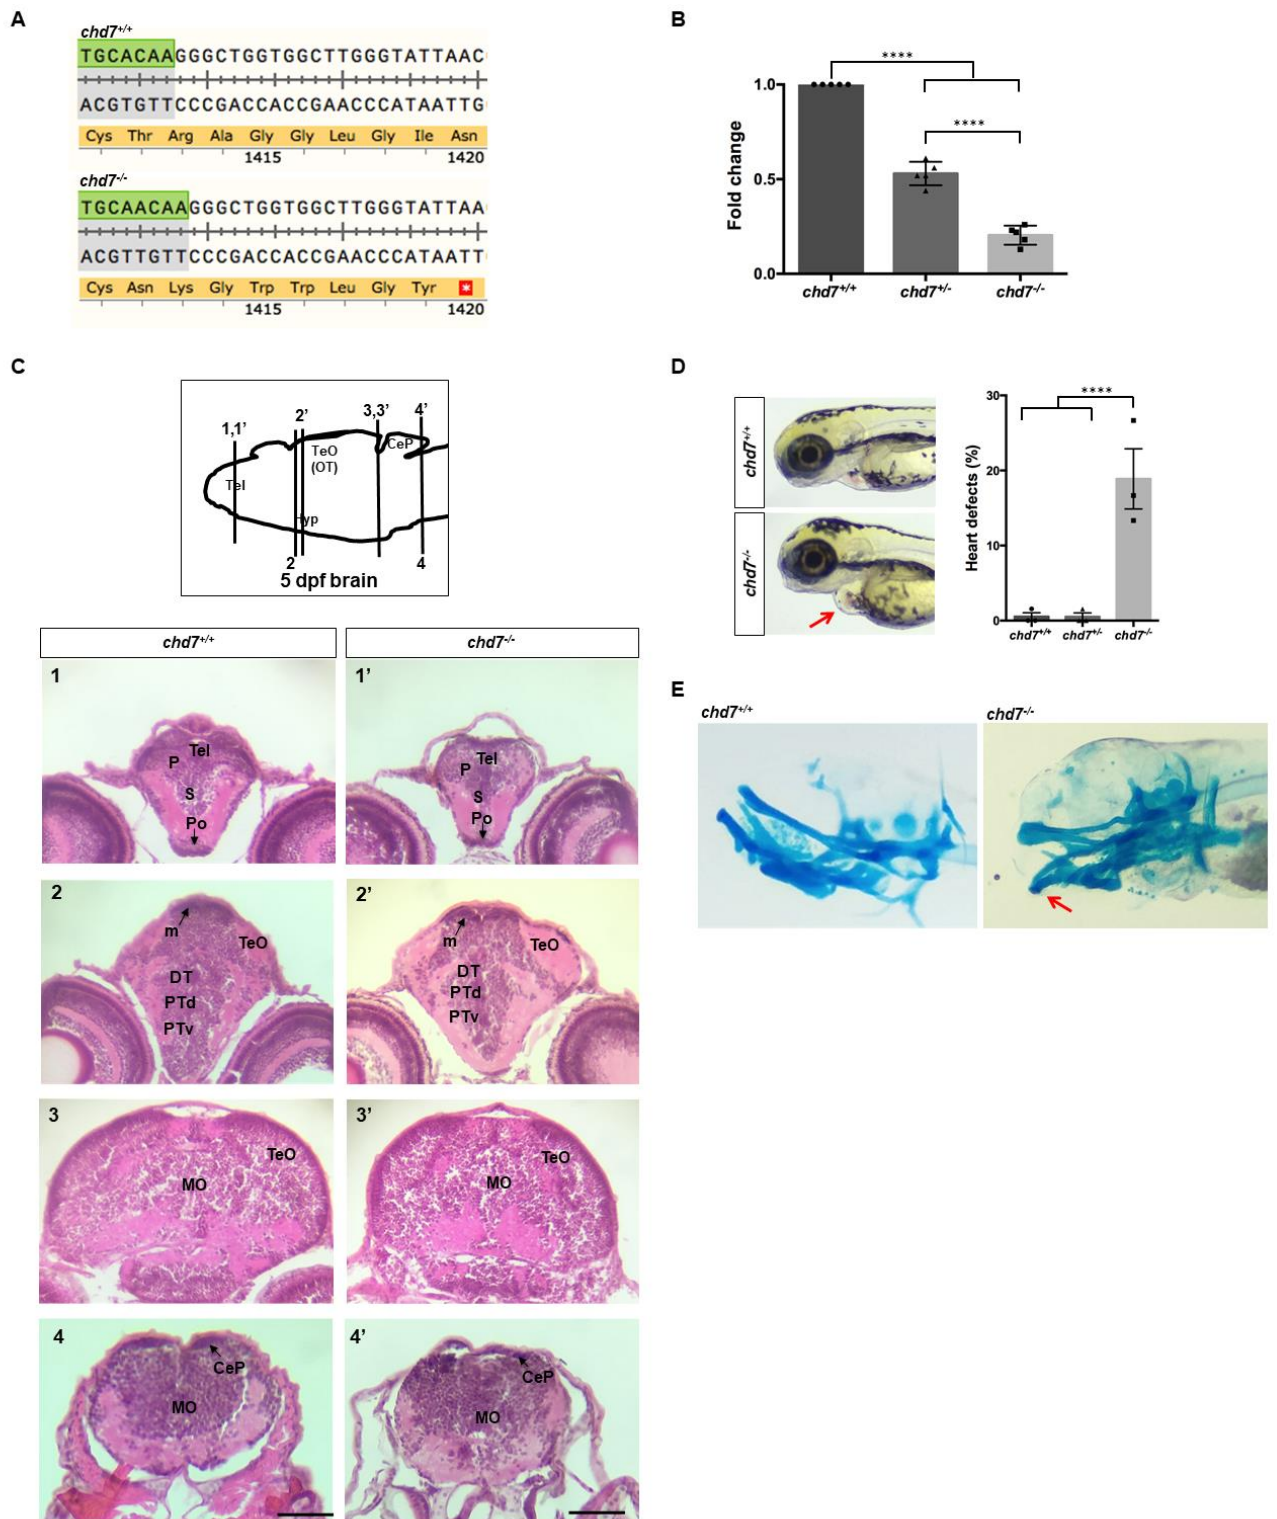 A
chd7+/+
TGCACAAGGGCTGGTGGCTTGGGTATTAAC
ACGTGTTCCCGACCACCGAACCCATAATTG
Cys Thr Arg Ala Gly Gly Leu Gly Ile Asn
1415 1420
chd7-/-
TGCAACAAGGGCTGGTGGCTTGGGTATTAA
ACGTTGTTCCCGACCACCGAACCCATAATT
Cys Asn Lys Gly Trp Trp Leu Gly Tyr *
1415 1420
B
****
****
Fold change
1.0
0.5
0.0
chd7+/+ chd7+/- chd7-/-
C
1,1’ 2’ 3,3’ 4’
TeO
(OT)
CeP
Tel
Hyp
2 4
5 dpf brain
chd7+/+ chd7-/-
1
Tel
P
S
Po
1’
Tel
P
S
Po
2
m
TeO
DT
PTd
PTv
2’
m
TeO
DT
PTd
PTv
3
TeO
MO
3’
TeO
MO
4
CeP
MO
4’
CeP
MO
D
chd7+/+
chd7-/-
****
Heart defects (%)
30
20
10
0
chd7+/+ chd7+/- chd7-/-
E
chd7+/+
chd7-/-